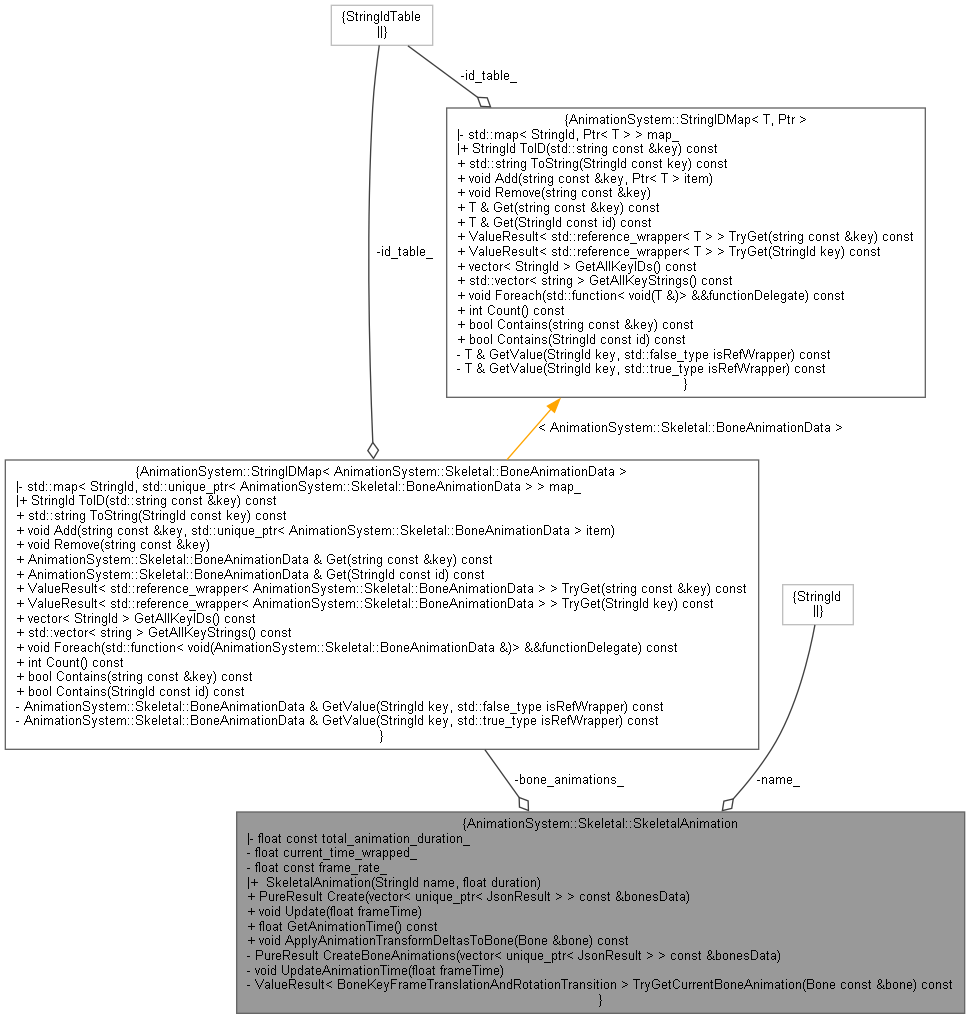 {StringIdTable
||}
-id_table_
{AnimationSystem::StringIDMap< T, Ptr >
|- std::map< StringId, Ptr< T > > map_
|+ StringId ToID(std::string const &key) const
+ std::string ToString(StringId const key) const
+ void Add(string const &key, Ptr< T > item)
+ void Remove(string const &key)
+ T & Get(string const &key) const
+ T & Get(StringId const id) const
+ ValueResult< std::reference_wrapper< T > > TryGet(string const &key) const
+ ValueResult< std::reference_wrapper< T > > TryGet(StringId key) const
+ vector< StringId > GetAllKeyIDs() const
+ std::vector< string > GetAllKeyStrings() const
+ void Foreach(std::function< void(T &)> &&functionDelegate) const
+ int Count() const
+ bool Contains(string const &key) const
+ bool Contains(StringId const id) const
- T & GetValue(StringId key, std::false_type isRefWrapper) const
- T & GetValue(StringId key, std::true_type isRefWrapper) const
}
-id_table_
< AnimationSystem::Skeletal::BoneAnimationData >
{AnimationSystem::StringIDMap< AnimationSystem::Skeletal::BoneAnimationData >
|- std::map< StringId, std::unique_ptr< AnimationSystem::Skeletal::BoneAnimationData > > map_
|+ StringId ToID(std::string const &key) const
+ std::string ToString(StringId const key) const
+ void Add(string const &key, std::unique_ptr< AnimationSystem::Skeletal::BoneAnimationData > item)
+ void Remove(string const &key)
+ AnimationSystem::Skeletal::BoneAnimationData & Get(string const &key) const
+ AnimationSystem::Skeletal::BoneAnimationData & Get(StringId const id) const
+ ValueResult< std::reference_wrapper< AnimationSystem::Skeletal::BoneAnimationData > > TryGet(string const &key) const
+ ValueResult< std::reference_wrapper< AnimationSystem::Skeletal::BoneAnimationData > > TryGet(StringId key) const
+ vector< StringId > GetAllKeyIDs() const
+ std::vector< string > GetAllKeyStrings() const
+ void Foreach(std::function< void(AnimationSystem::Skeletal::BoneAnimationData &)> &&functionDelegate) const
+ int Count() const
+ bool Contains(string const &key) const
+ bool Contains(StringId const id) const
- AnimationSystem::Skeletal::BoneAnimationData & GetValue(StringId key, std::false_type isRefWrapper) const
- AnimationSystem::Skeletal::BoneAnimationData & GetValue(StringId key, std::true_type isRefWrapper) const
}
{StringId
||}
-bone_animations_
-name_
{AnimationSystem::Skeletal::SkeletalAnimation
|- float const total_animation_duration_
- float current_time_wrapped_
- float const frame_rate_
|+  SkeletalAnimation(StringId name, float duration)
+ PureResult Create(vector< unique_ptr< JsonResult > > const &bonesData)
+ void Update(float frameTime)
+ float GetAnimationTime() const
+ void ApplyAnimationTransformDeltasToBone(Bone &bone) const
- PureResult CreateBoneAnimations(vector< unique_ptr< JsonResult > > const &bonesData)
- void UpdateAnimationTime(float frameTime)
- ValueResult< BoneKeyFrameTranslationAndRotationTransition > TryGetCurrentBoneAnimation(Bone const &bone) const
}